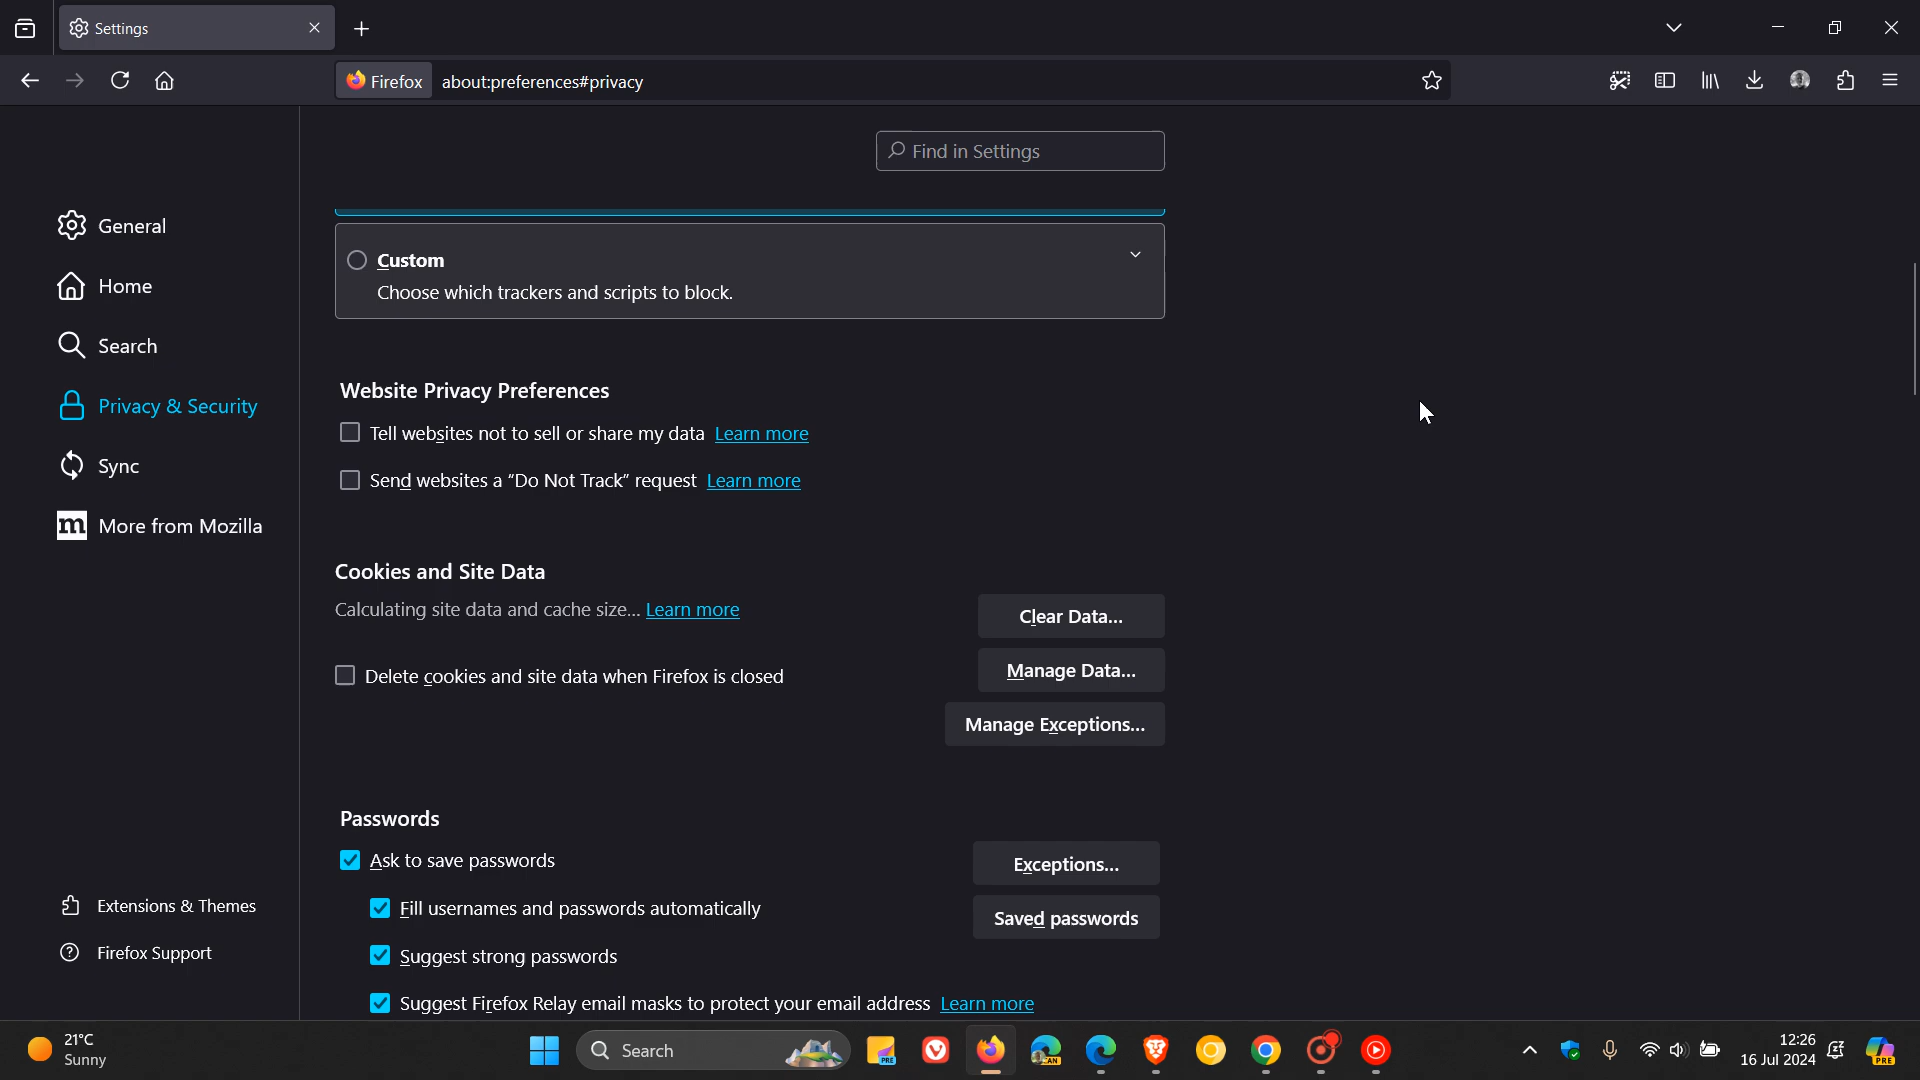 Settings
Firefox about:preferences#privacy
Find in Settings
General
Home
Search
Privacy & Security
Sync
m More from Mozilla
Extensions & Themes
Firefox Support
Custom
Choose which trackers and scripts to block.
Website Privacy Preferences
Tell websites not to sell or share my data Learn more
Send websites a “Do Not Track” request Learn more
Cookies and Site Data
Calculating site data and cache size... Learn more
Clear Data...
Delete cookies and site data when Firefox is closed
Manage Data...
Manage Exceptions...
Passwords
Ask to save passwords
Exceptions...
Fill usernames and passwords automatically
Saved passwords
Suggest strong passwords
Suggest Firefox Relay email masks to protect your email address Learn more
21°C
Sunny
Search
PRE
CAN
12:26
16 Jul 2024
PRE